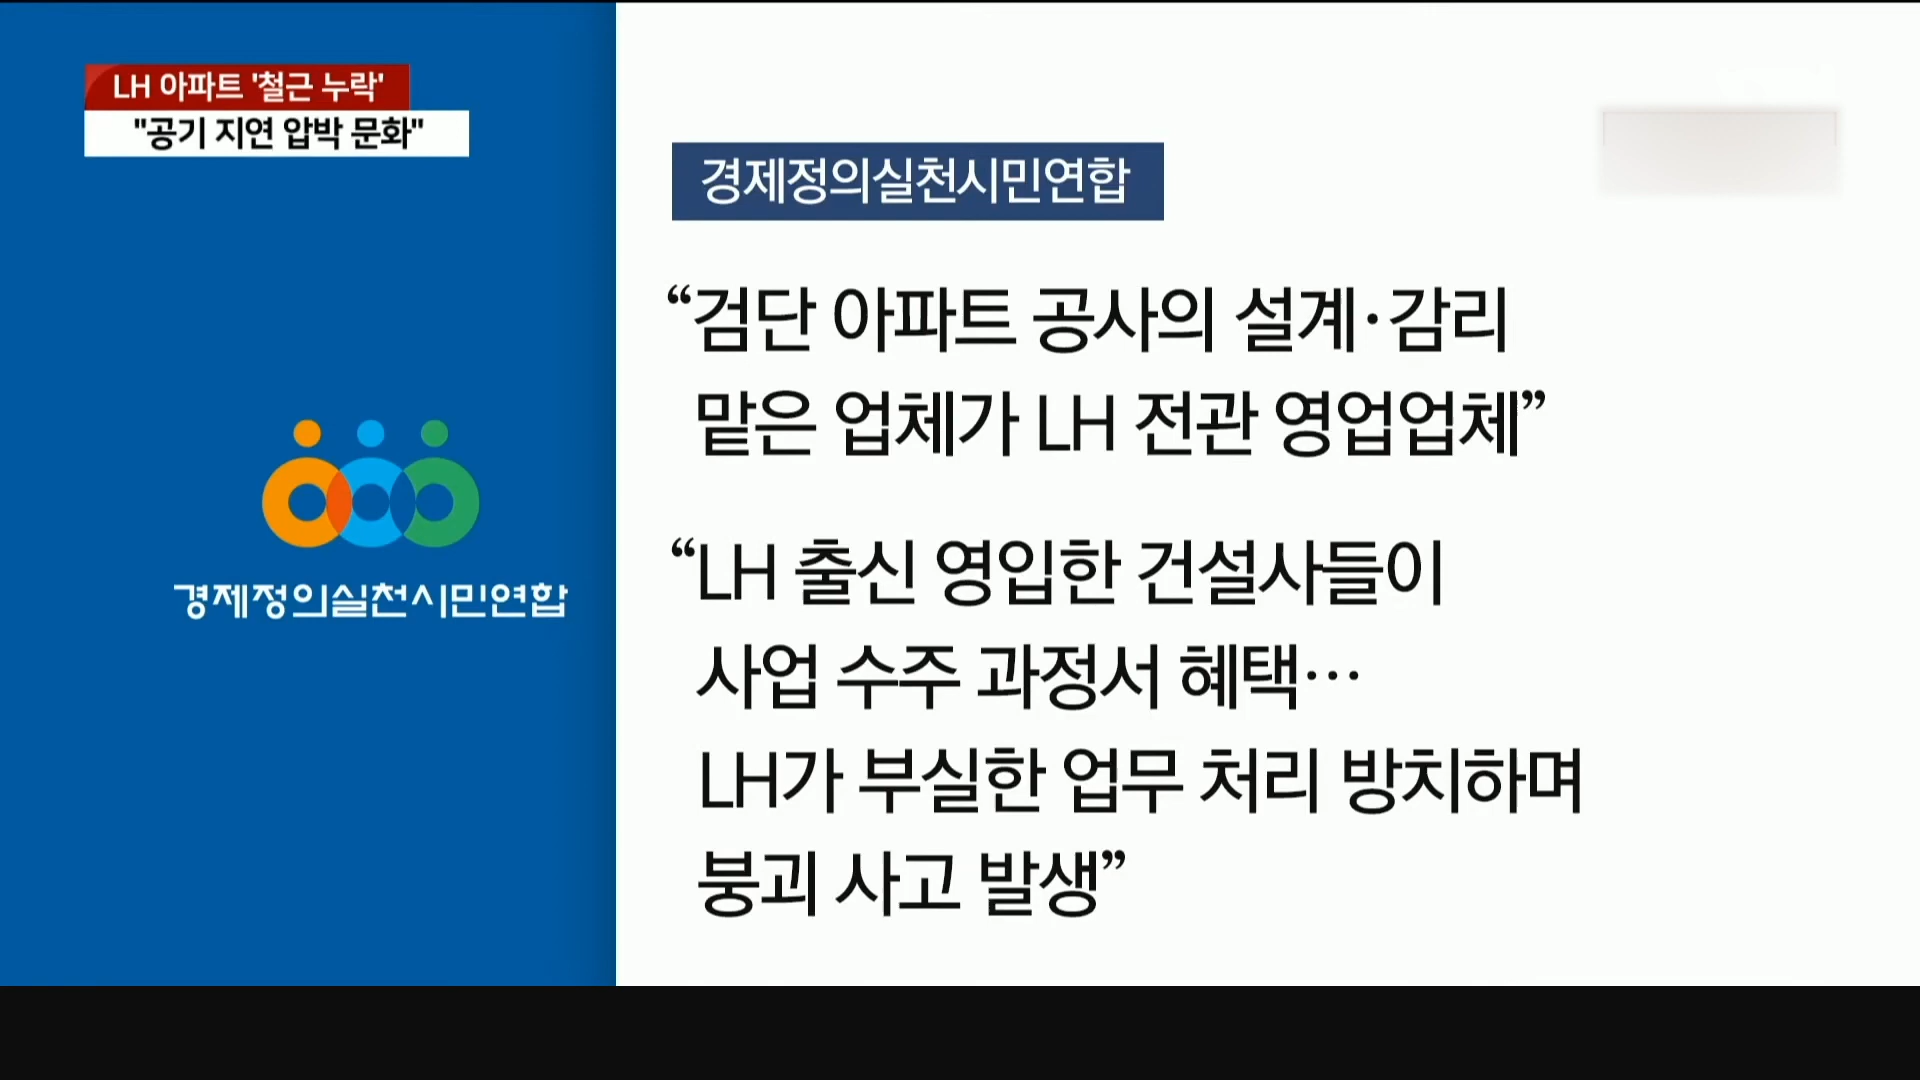 LH 아파트 '철근 누락'
"공기 지연 압박 문화"
경제정의실천시민연합
“검단 아파트 공사의 설계·감리
맡은 업체가 LH 전관 영업업체”
“LH 출신 영입한 건설사들이
사업 수주 과정서 혜택…
LH가 부실한 업무 처리 방치하며
붕괴 사고 발생”
경제정의실천시민연합